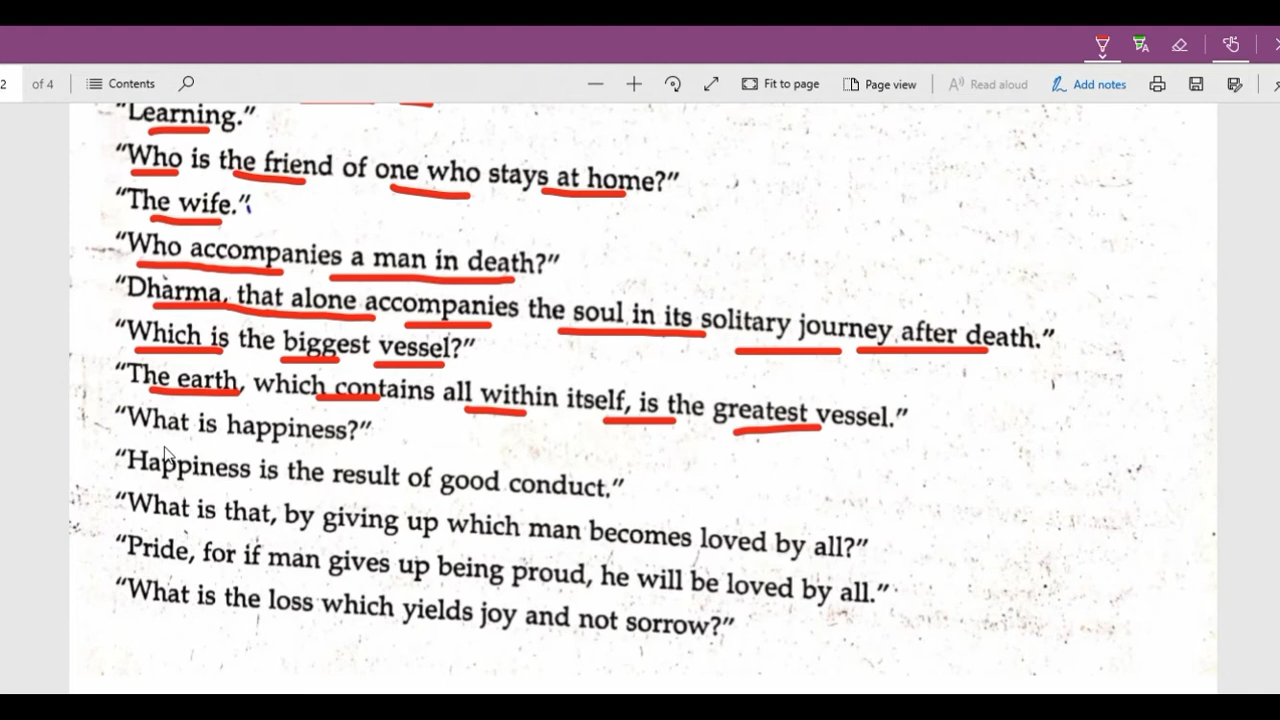 2 of 4 Contents Fit to page Page view Read aloud Add notes
"Learning."
"Who is the friend of one who stays at home?"
"The wife."
"Who accompanies a man in death?"
"Dharma, that alone accompanies the soul in its solitary journey after death."
"Which is the biggest vessel?"
"The earth, which contains all within itself, is the greatest vessel."
"What is happiness?"
"Happiness is the result of good conduct."
"What is that, by giving up which man becomes loved by all?"
"Pride, for if man gives up being proud, he will be loved by all."
"What is the loss which yields joy and not sorrow?"